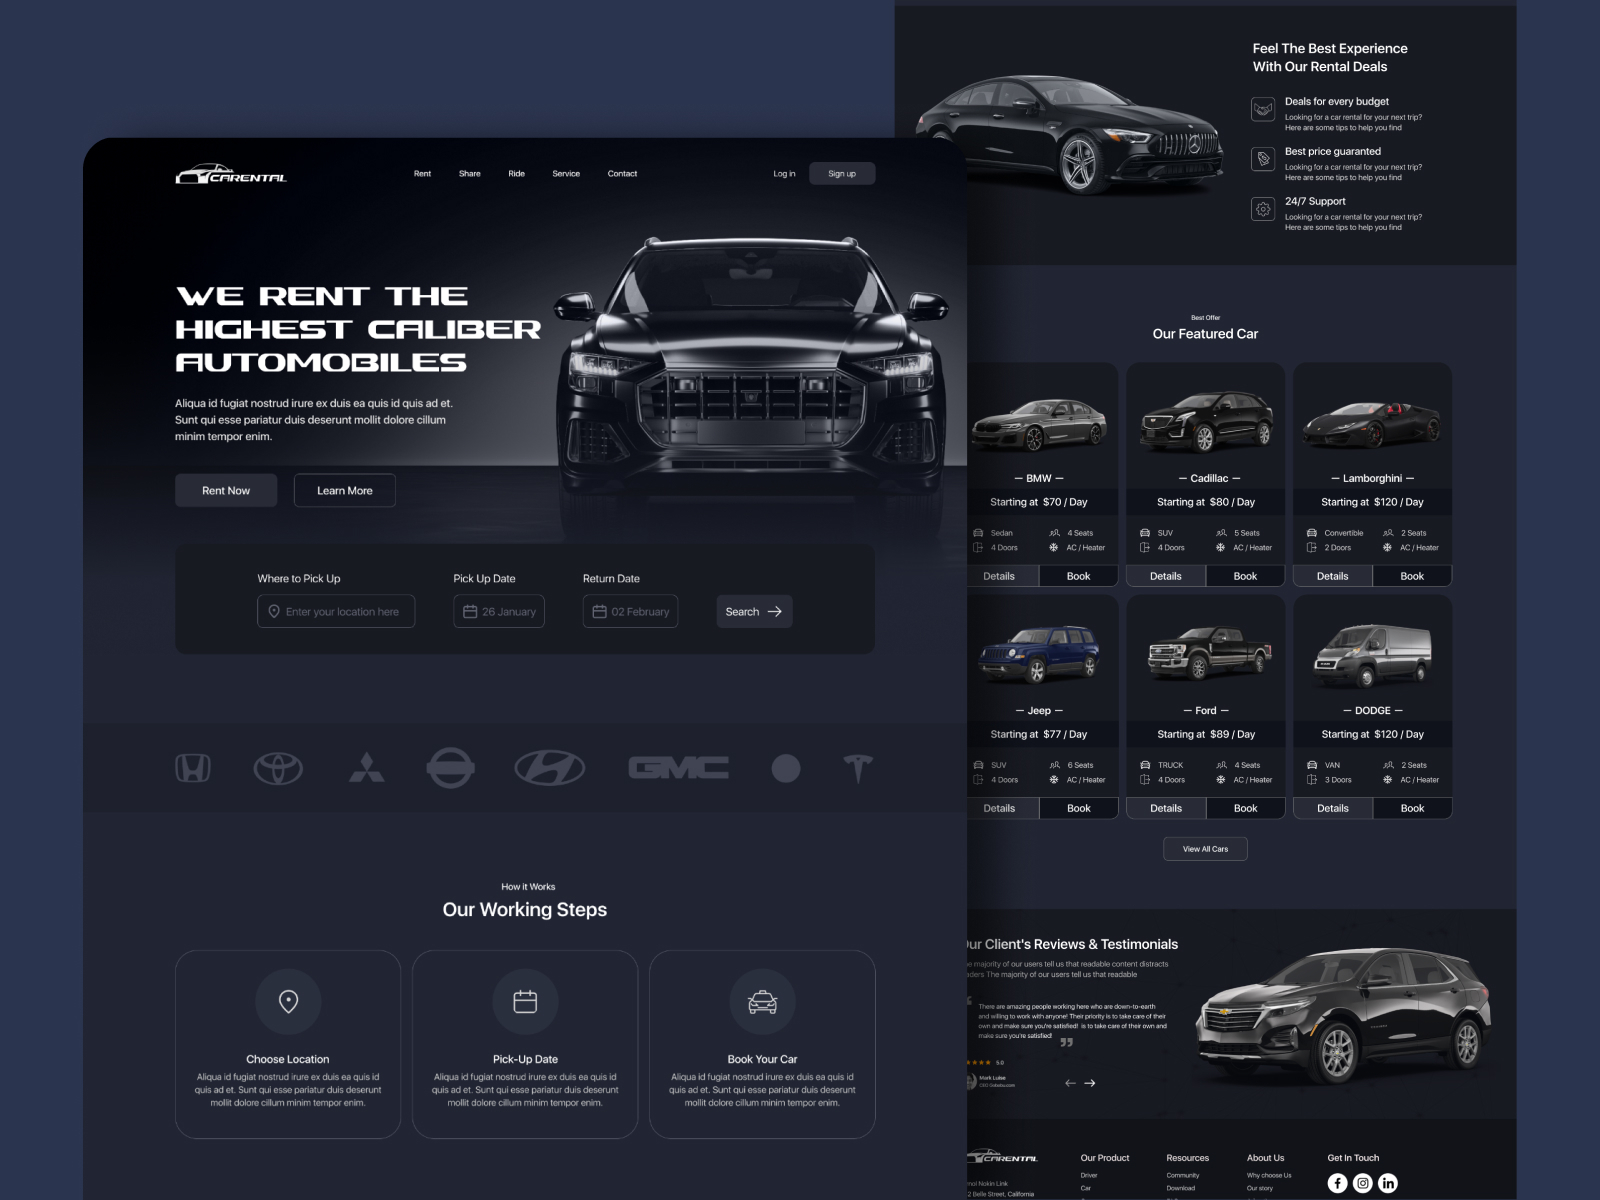 CARENTAL
Rent
Share
Ride
Service
Contact
Log in
Sign up
WE RENT THE
HIGHEST CALIBER
AUTOMOBILES
Aliqua id fugiat nostrud irure ex duis ea quis id quis ad et.
Sunt qui esse pariatur duis deserunt mollit dolore cillum
minim tempor enim.
Rent Now
Learn More
Where to Pick Up
Enter your location here
Pick Up Date
26 January
Return Date
02 February
Search
GMC
How it Works
Our Working Steps
Choose Location
Aliqua id fugiat nostrud irure ex duis ea quis id
quis ad et. Sunt qui esse pariatur duis deserunt
mollit dolore cillum minim tempor enim.
Pick-Up Date
Aliqua id fugiat nostrud irure ex duis ea quis id
quis ad et. Sunt qui esse pariatur duis deserunt
mollit dolore cillum minim tempor enim.
Book Your Car
Aliqua id fugiat nostrud irure ex duis ea quis id
quis ad et. Sunt qui esse pariatur duis deserunt
mollit dolore cillum minim tempor enim.
Feel The Best Experience
With Our Rental Deals
Deals for every budget
Looking for a car rental for your next trip?
Here are some tips to help you find
Best price guaranted
Looking for a car rental for your next trip?
Here are some tips to help you find
24/7 Support
Looking for a car rental for your next trip?
Here are some tips to help you find
Best Offer
Our Featured Car
— BMW —
Starting at $70 / Day
Sedan
4 Seats
4 Doors
AC / Heater
Details
Book
— Cadillac —
Starting at $80 / Day
SUV
5 Seats
4 Doors
AC / Heater
Details
Book
— Lamborghini —
Starting at $120 / Day
Convertible
2 Seats
2 Doors
AC / Heater
Details
Book
— Jeep —
Starting at $77 / Day
SUV
6 Seats
4 Doors
AC / Heater
Details
Book
— Ford —
Starting at $89 / Day
TRUCK
4 Seats
4 Doors
AC / Heater
Details
Book
— DODGE —
Starting at $120 / Day
VAN
2 Seats
3 Doors
AC / Heater
Details
Book
View All Cars
ur Client's Reviews & Testimonials
e majority of our users tell us that readable content distracts
aders The majority of our users tell us that readable
There are amazing people working here who are down-to-earth
and willing to work with anyone! Their priority is to take care of their
own and make sure you're satisfied! is to take care of their own and
make sure you're satisfied
5.0
Mark Luise
CEO
CARENTAL
mol Nokin Link
2 Belle Street, California
Our Product
Driver
Car
Resources
Community
Download
About Us
Why choose Us
Our story
Get In Touch
f
in